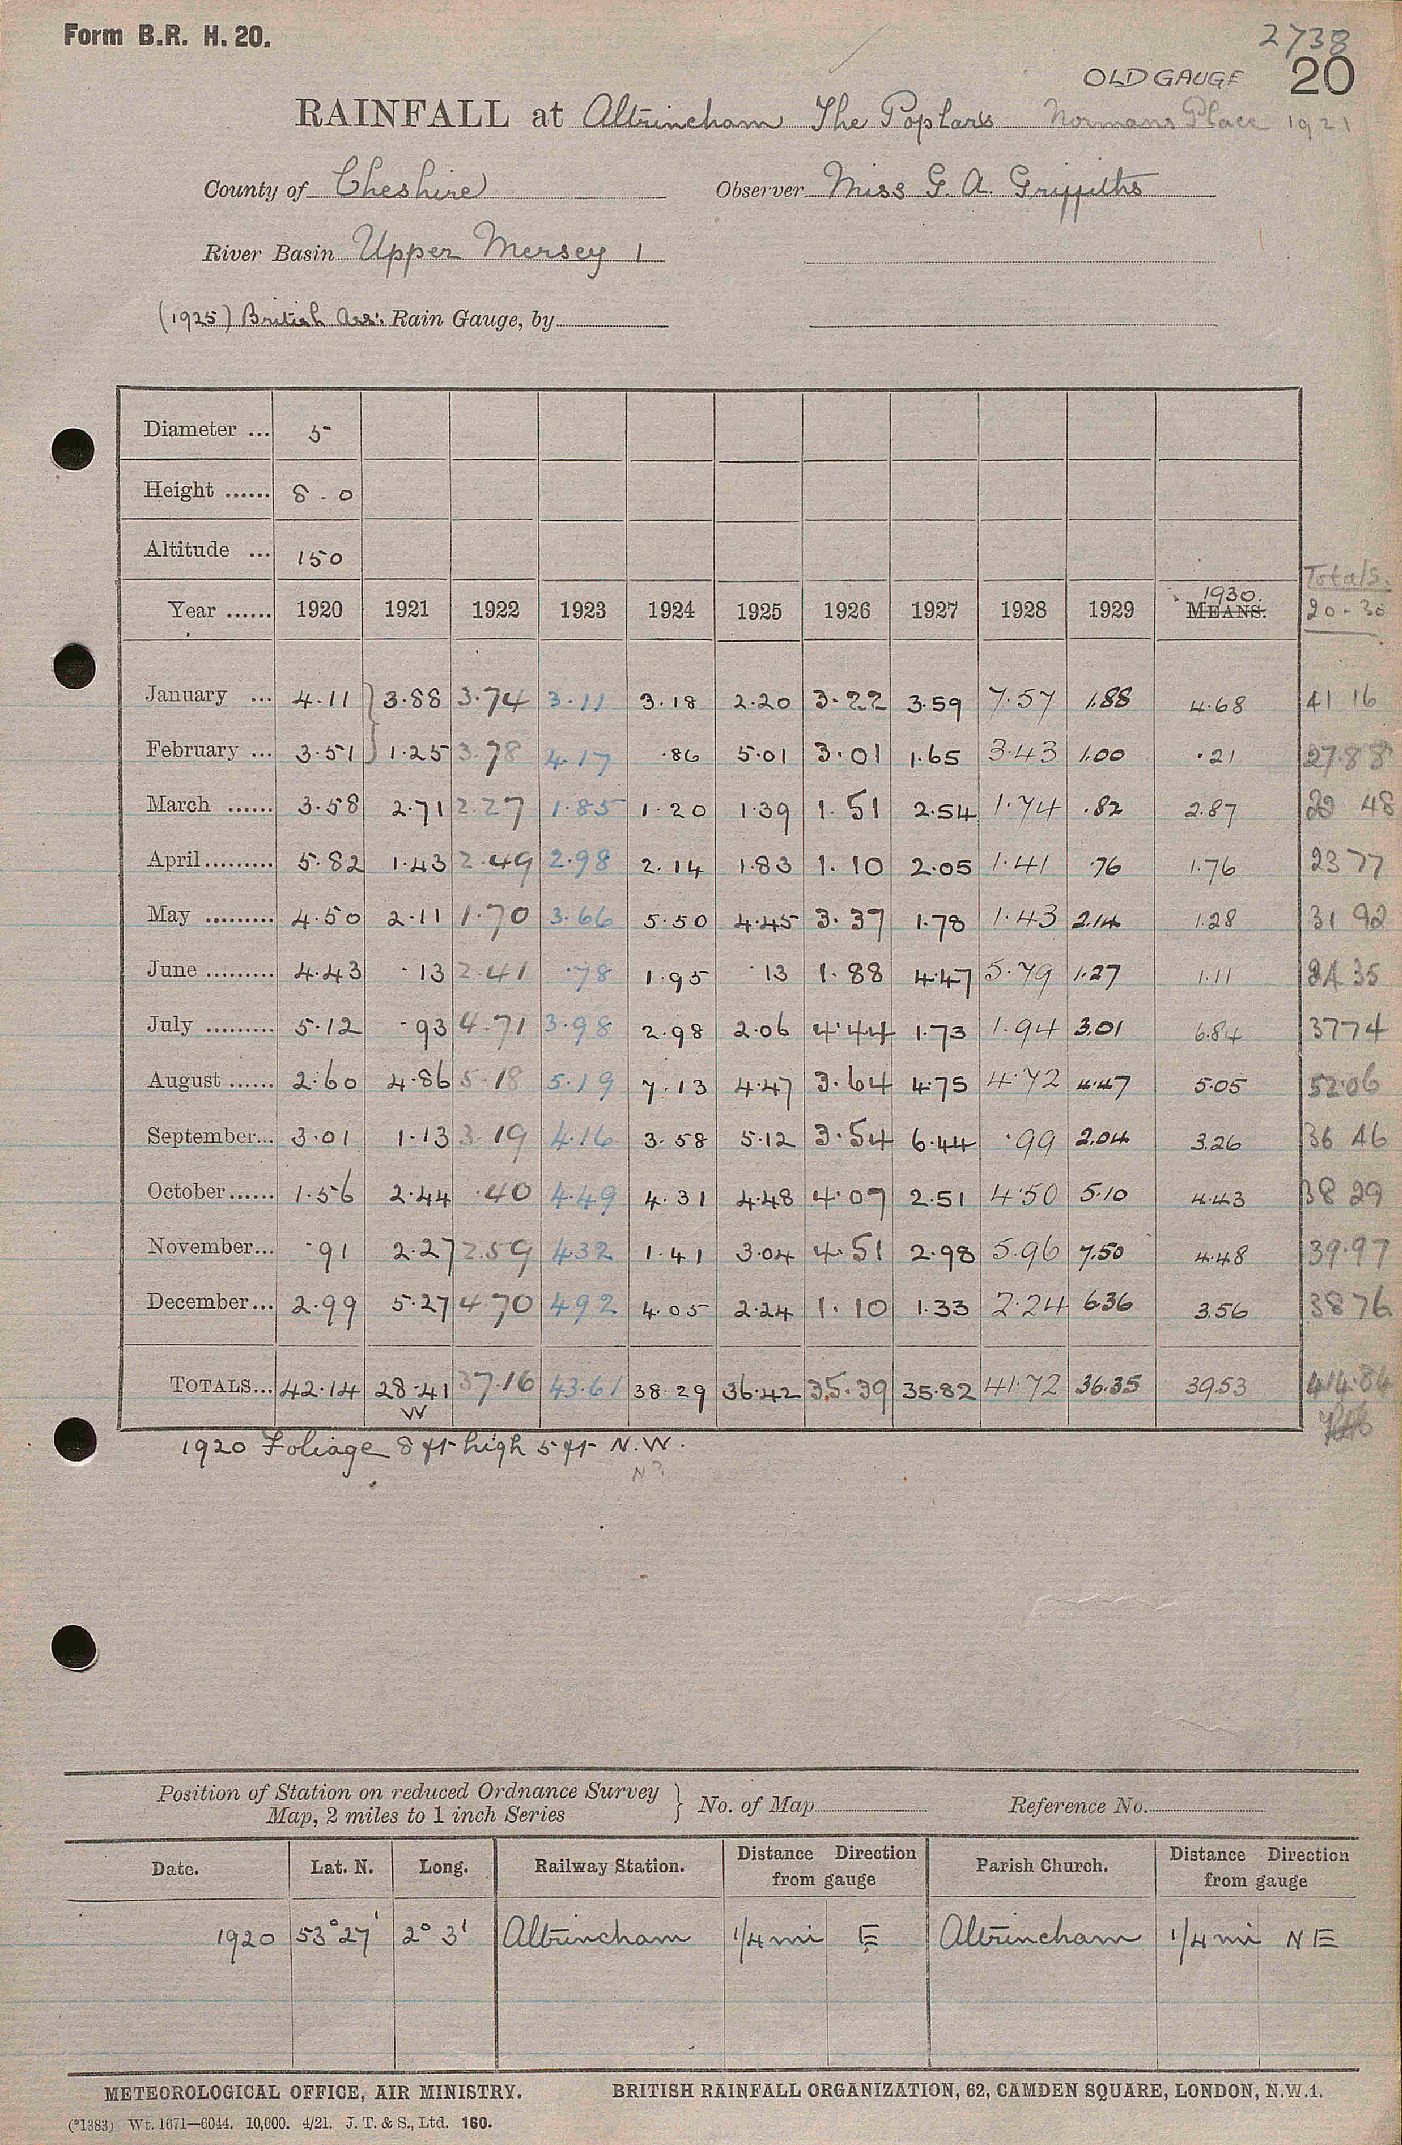 Form B.R. H. 20.
2738
OLD GAUGE 20
RAINFALL at Altrincham The Poplars Normans Place 1921
County of Cheshire Observer Miss G. A. Griffiths
River Basin Upper Mersey 1
(1925) British Ass: Rain Gauge, by
Diameter ... 5
Height ...... 8 - 0
Altitude ... 150
Totals.
Year ...... 1920 1921 1922 1923 1924 1925 1926 1927 1928 1929 1930. MEANS. 20-30
January ... 4.11 3.88 3.74 3.11 3.18 2.20 3.22 3.59 7.57 1.88 4.68 41 16
February ... 3.51 1.25 3.78 4.17 .86 5.01 3.01 1.65 3.43 1.00 .21 27.88
March ...... 3.58 2.71 2.27 1.85 1.20 1.39 1.51 2.54 1.74 .82 2.87 22 48
April ......... 5.82 1.43 2.49 2.98 2.14 1.83 1.10 2.05 1.41 .76 1.76 23 77
May ......... 4.50 2.11 1.70 3.66 5.50 4.45 3.37 1.78 1.43 2.14 1.28 31 92
June ......... 4.43 .13 2.41 .78 1.95 .13 1.88 4.47 5.79 1.27 1.11 24 35
July ......... 5.12 .93 4.71 3.98 2.98 2.06 4.44 1.73 1.94 3.01 6.84 37 74
August ...... 2.60 4.86 5.18 5.19 7.13 4.47 3.64 4.75 4.72 4.47 5.05 52.06
September... 3.01 1.13 3.19 4.16 3.58 5.12 3.54 6.44 .99 2.04 3.26 36 46
October...... 1.56 2.44 .40 4.49 4.31 4.48 4.07 2.51 4.50 5.10 4.43 38 29
November... .91 2.27 2.59 4.32 1.41 3.04 4.51 2.98 5.96 7.50 4.48 39.97
December... 2.99 5.27 4.70 4.92 4.05 2.24 1.10 1.33 2.24 6.36 3.56 38 76
TOTALS... 42.14 28.41 37.16 43.61 38.29 36.42 35.39 35.82 41.72 36.35 39.53 414.84
W
1920 Foliage 8 ft high 5 ft N.W.
N?
Position of Station on reduced Ordnance Survey Map, 2 miles to 1 inch Series } No. of Map Reference No.
Date. Lat. N. Long. Railway Station. Distance Direction from gauge Parish Church. Distance Direction from gauge
1920 53° 27' 2° 3' Altrincham 1/4 mi E Altrincham 1/4 mi NE
METEOROLOGICAL OFFICE, AIR MINISTRY. BRITISH RAINFALL ORGANIZATION, 62, CAMDEN SQUARE, LONDON, N.W.1.
(*1383) Wt. 1671—6044. 10,000. 4/21. J. T. & S., Ltd. 160.